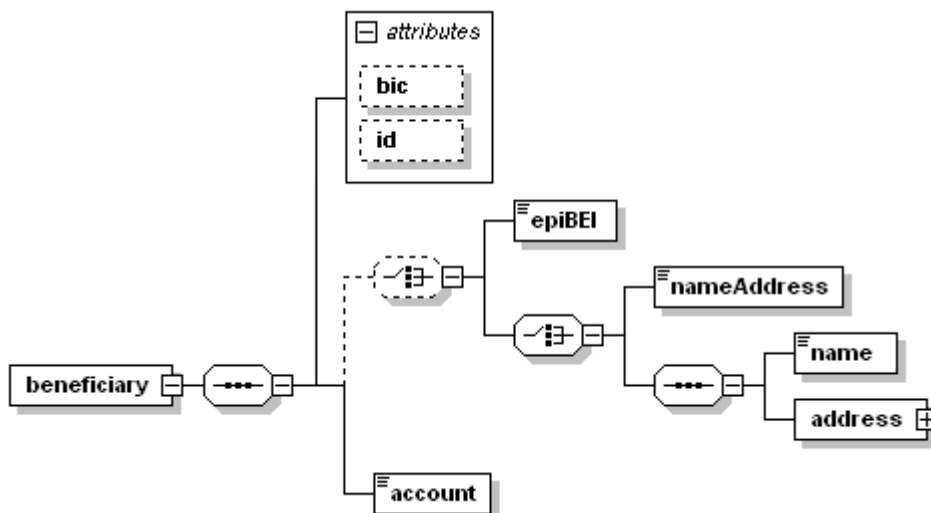 attributes
bic
id
epiBEI
nameAddress
name
beneficiary
address
account